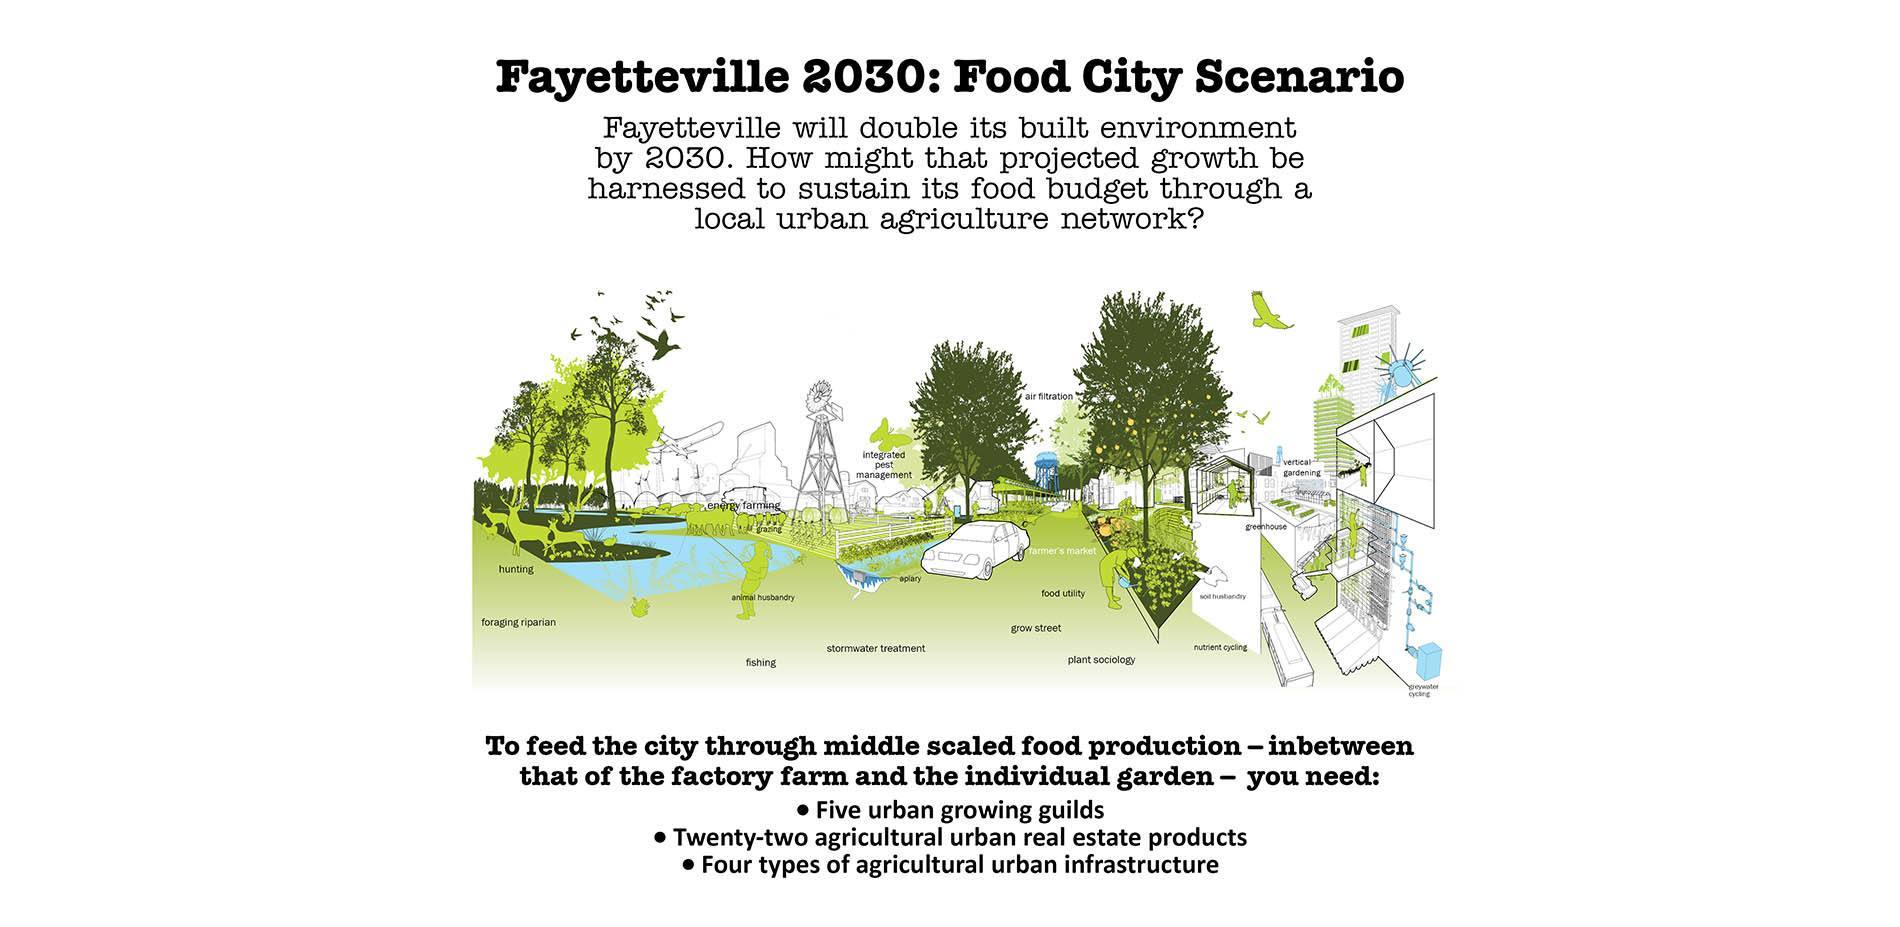 Fayetteville 2030: Food City Scenario
Fayetteville will double its built environment
by 2030. How might that projected growth be
harnessed to sustain its food budget through a
local urban agriculture network?
air filtration
integrated
pest
management
vertical
gardening
energy farming
grazing
greenhouse
farmer's market
hunting
apiary
food utility
animal husbandry
soil husbandry
foraging riparian
grow street
stormwater treatment
nutrient cycling
fishing
plant sociology
greywater
cycling
To feed the city through middle scaled food production – inbetween
that of the factory farm and the individual garden – you need:
• Five urban growing guilds
• Twenty-two agricultural urban real estate products
• Four types of agricultural urban infrastructure